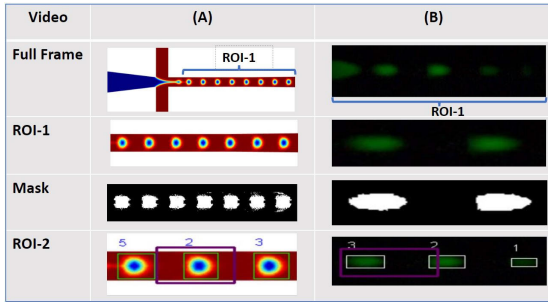 Video (A) (B)
Full Frame
ROI-1
ROI-1
ROI-1
Mask
ROI-2
5 2 3
3 2 1